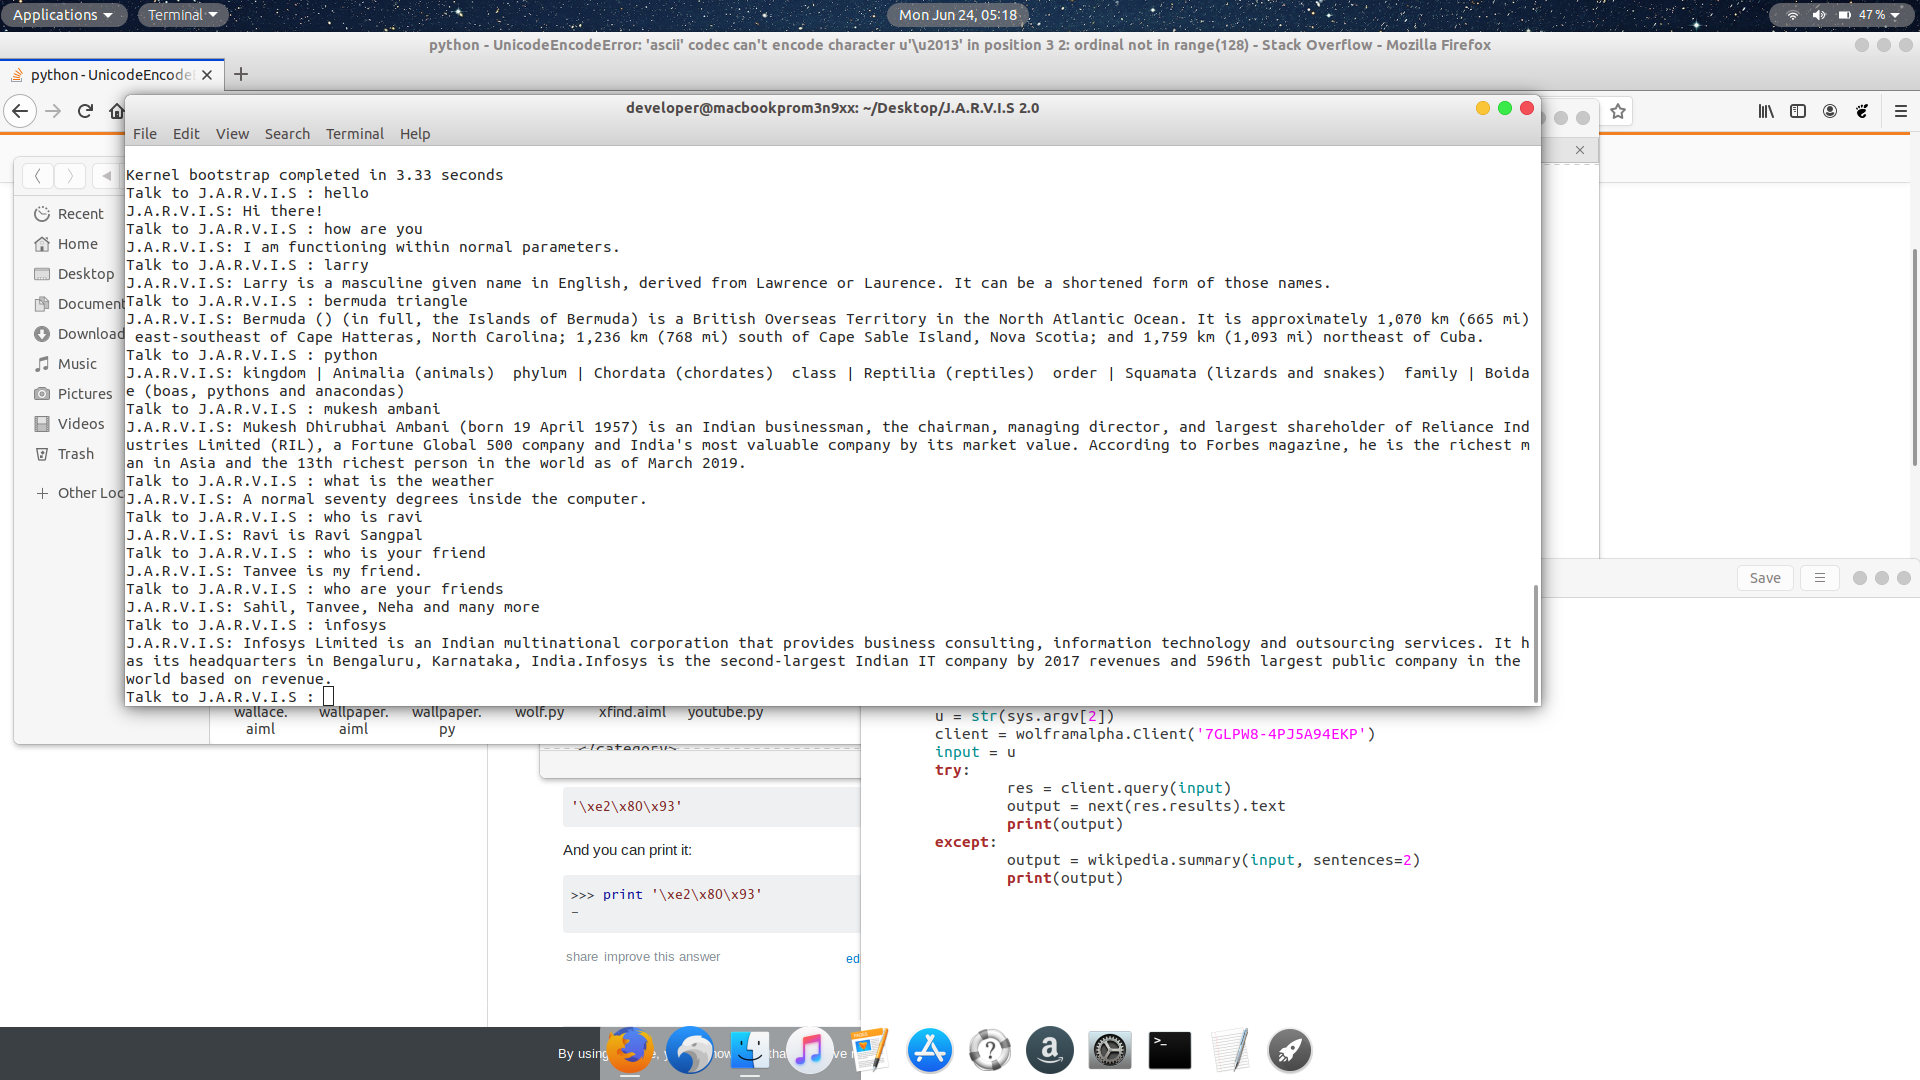 Applications
Terminal
Mon Jun 24, 05:18
47 %
python - UnicodeEncodeError: 'ascii' codec can't encode character u'\u2013' in position 3 2: ordinal not in range(128) - Stack Overflow - Mozilla Firefox
python - UnicodeEncode
developer@macbookprom3n9xx: ~/Desktop/J.A.R.V.I.S 2.0
File Edit View Search Terminal Help
Kernel bootstrap completed in 3.33 seconds
Talk to J.A.R.V.I.S : hello
J.A.R.V.I.S: Hi there!
Talk to J.A.R.V.I.S : how are you
J.A.R.V.I.S: I am functioning within normal parameters.
Talk to J.A.R.V.I.S : larry
J.A.R.V.I.S: Larry is a masculine given name in English, derived from Lawrence or Laurence. It can be a shortened form of those names.
Talk to J.A.R.V.I.S : bermuda triangle
J.A.R.V.I.S: Bermuda () (in full, the Islands of Bermuda) is a British Overseas Territory in the North Atlantic Ocean. It is approximately 1,070 km (665 mi)
east-southeast of Cape Hatteras, North Carolina; 1,236 km (768 mi) south of Cape Sable Island, Nova Scotia; and 1,759 km (1,093 mi) northeast of Cuba.
Talk to J.A.R.V.I.S : python
J.A.R.V.I.S: kingdom | Animalia (animals)  phylum | Chordata (chordates)  class | Reptilia (reptiles)  order | Squamata (lizards and snakes)  family | Boida
e (boas, pythons and anacondas)
Talk to J.A.R.V.I.S : mukesh ambani
J.A.R.V.I.S: Mukesh Dhirubhai Ambani (born 19 April 1957) is an Indian businessman, the chairman, managing director, and largest shareholder of Reliance Ind
ustries Limited (RIL), a Fortune Global 500 company and India's most valuable company by its market value. According to Forbes magazine, he is the richest m
an in Asia and the 13th richest person in the world as of March 2019.
Talk to J.A.R.V.I.S : what is the weather
J.A.R.V.I.S: A normal seventy degrees inside the computer.
Talk to J.A.R.V.I.S : who is ravi
J.A.R.V.I.S: Ravi is Ravi Sangpal
Talk to J.A.R.V.I.S : who is your friend
J.A.R.V.I.S: Tanvee is my friend.
Talk to J.A.R.V.I.S : who are your friends
J.A.R.V.I.S: Sahil, Tanvee, Neha and many more
Talk to J.A.R.V.I.S : infosys
J.A.R.V.I.S: Infosys Limited is an Indian multinational corporation that provides business consulting, information technology and outsourcing services. It h
as its headquarters in Bengaluru, Karnataka, India.Infosys is the second-largest Indian IT company by 2017 revenues and 596th largest public company in the
world based on revenue.
Talk to J.A.R.V.I.S :
Recent
Home
Desktop
Document
Download
Music
Pictures
Videos
Trash
Other Loc
Save
wallace.aiml
wallpaper.aiml
wallpaper.py
wolf.py
xfind.aiml
youtube.py
</category>
'\xe2\x80\x93'
And you can print it:
>>> print '\xe2\x80\x93'
–
share improve this answer
ed
u = str(sys.argv[2])
client = wolframalpha.Client('7GLPW8-4PJ5A94EKP')
input = u
try:
res = client.query(input)
output = next(res.results).text
print(output)
except:
output = wikipedia.summary(input, sentences=2)
print(output)
By using